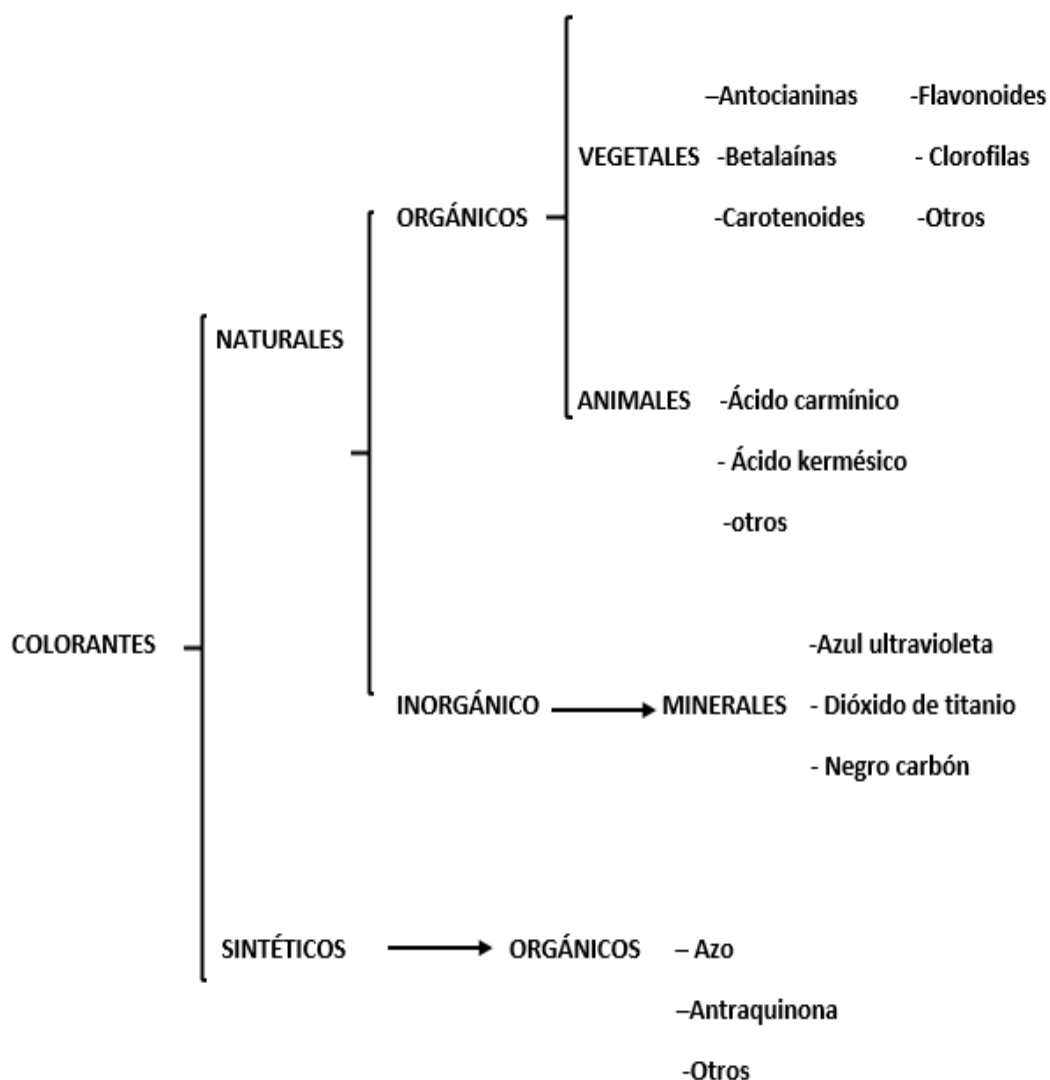 –Antocianinas -Flavonoides
VEGETALES -Betalaínas - Clorofilas
ORGÁNICOS -Carotenoides -Otros
NATURALES
ANIMALES -Ácido carmínico
- Ácido kermésico
-otros
COLORANTES -Azul ultravioleta
INORGÁNICO MINERALES - Dióxido de titanio
- Negro carbón
SINTÉTICOS ORGÁNICOS – Azo
–Antraquinona
-Otros